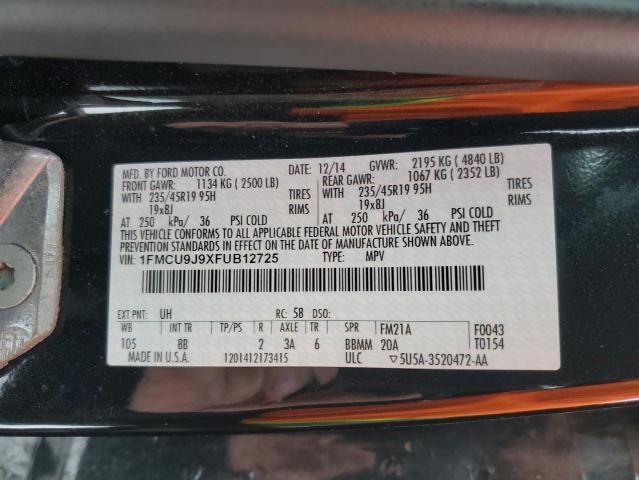 MFD. BY FORD MOTOR CO. DATE: 12/14 GVWR: 2195 KG ( 4840 LB)
FRONT GAWR: 1134 KG ( 2500 LB) REAR GAWR: 1067 KG ( 2352 LB)
WITH 235/45R19 95H TIRES WITH 235/45R19 95H TIRES
19x8J RIMS 19x8J RIMS
AT 250 kPa/ 36 PSI COLD AT 250 kPa/ 36 PSI COLD
THIS VEHICLE CONFORMS TO ALL APPLICABLE FEDERAL MOTOR VEHICLE SAFETY AND THEFT
PREVENTION STANDARDS IN EFFECT ON THE DATE OF MANUFACTURE SHOWN ABOVE.
VIN: 1FMCU9J9XFUB12725 TYPE: MPV
EXT PNT: UH RC: 58 DSO:
WB INT TR TP/PS R AXLE TR SPR FM21A F0043
105 8B 2 3A 6 BBMM 20A T0154
MADE IN U.S.A. 1201412173415 ULC ▽5U5A-3520472-AA